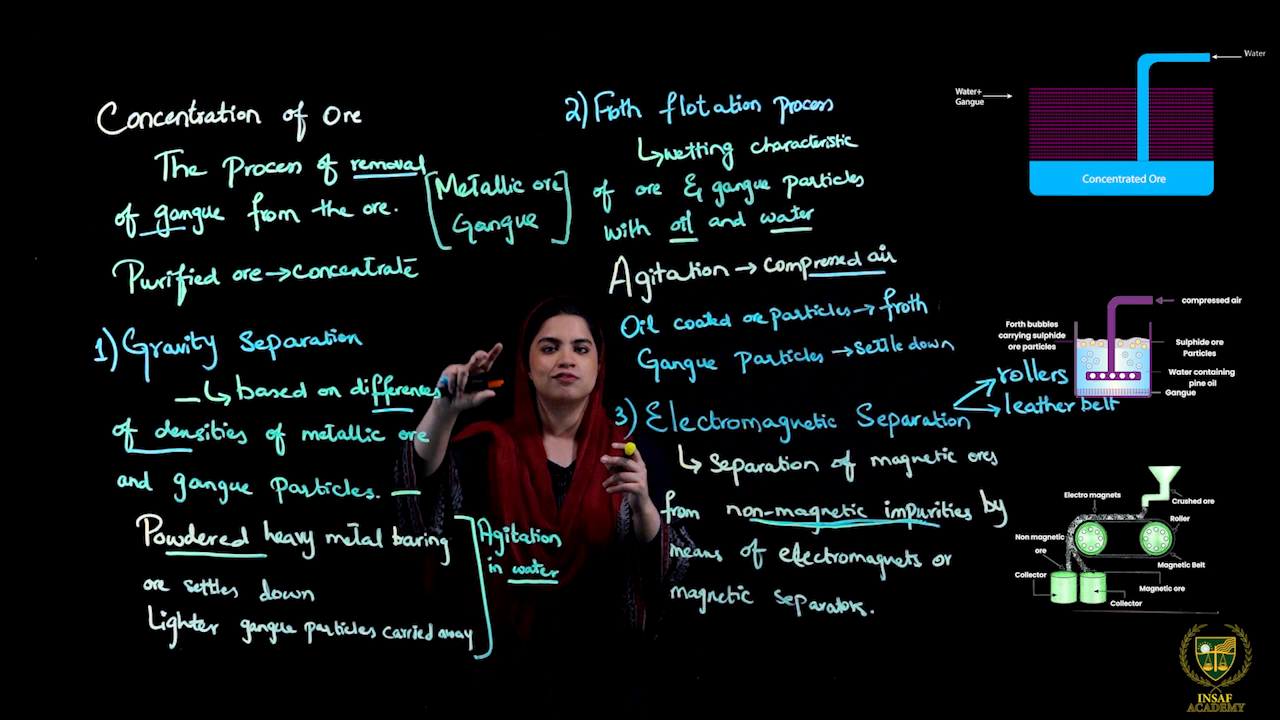 Concentration of Ore
The Process of removal
of gangue from the ore.
[Metallic ore
Gangue]
Purified ore → concentrate
1) Gravity Separation
↳ based on differences
of densities of metallic ore
and gangue particles.
Powdered heavy metal baring
ore settles down
Lighter gangue particles carried away
Agitation
in water
2) Froth flotation process
↳ wetting characteristic
of ore & gangue particles
with oil and water
Agitation → compressed air
Oil coated ore particles → froth
Gangue Particles → settle down
3) Electromagnetic Separation
→ rollers
→ leather belt
↳ Separation of magnetic ores
from non-magnetic impurities by
means of electromagnets or
magnetic separators.
Water
Water+
Gangue
Concentrated Ore
compressed air
Forth bubbles
carrying sulphide
ore particles
Sulphide ore
Particles
Water containing
pine oil
Gangue
Electro magnets
Crushed ore
Roller
Non magnetic
ore
Magnetic Belt
Collector
Magnetic ore
Collector
INSAF
ACADEMY